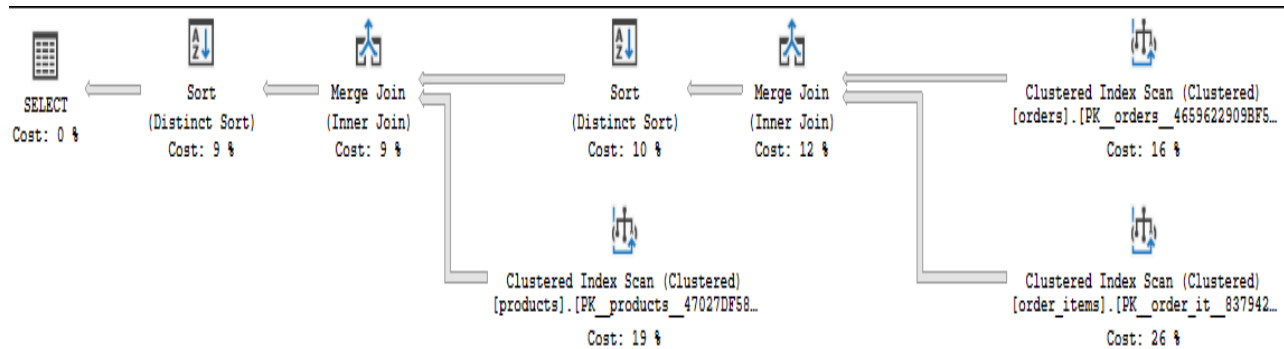 SELECT
Cost: 0 %
Sort
(Distinct Sort)
Cost: 9 %
Merge Join
(Inner Join)
Cost: 9 %
Sort
(Distinct Sort)
Cost: 10 %
Merge Join
(Inner Join)
Cost: 12 %
Clustered Index Scan (Clustered)
[orders].[PK__orders__4659622909BF5…
Cost: 16 %
Clustered Index Scan (Clustered)
[products].[PK__products__47027DF58…
Cost: 19 %
Clustered Index Scan (Clustered)
[order_items].[PK__order_it__837942…
Cost: 26 %